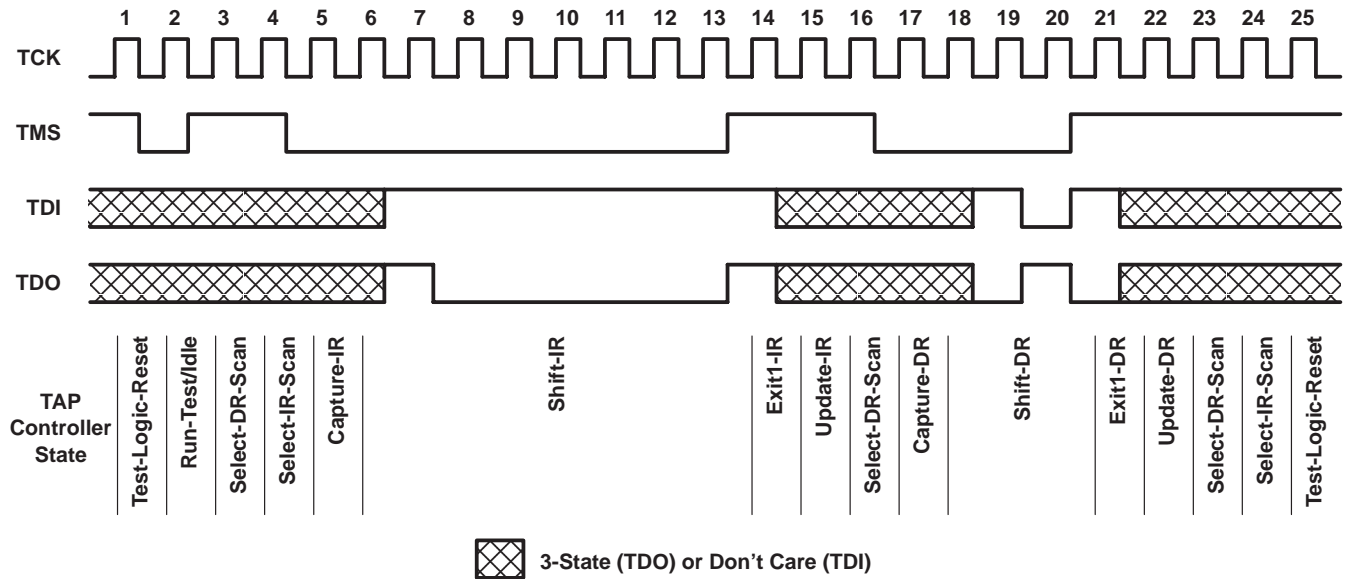 1 2 3 4 5 6 7 8 9 10 11 12 13 14 15 16 17 18 19 20 21 22 23 24 25
TCK
TMS
TDI
TDO
TAP
Controller
State
Test-Logic-Reset
Run-Test/Idle
Select-DR-Scan
Select-IR-Scan
Capture-IR
Shift-IR
Exit1-IR
Update-IR
Select-DR-Scan
Capture-DR
Shift-DR
Exit1-DR
Update-DR
Select-DR-Scan
Select-IR-Scan
Test-Logic-Reset
3-State (TDO) or Don't Care (TDI)